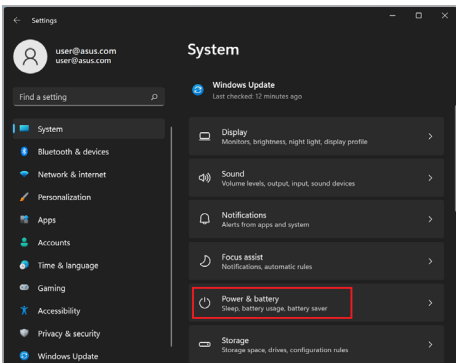 Settings
user@asus.com
user@asus.com
Find a setting
System
Bluetooth & devices
Network & internet
Personalization
Apps
Accounts
Time & language
Gaming
Accessibility
Privacy & security
Windows Update
System
Windows Update
Last checked: 12 minutes ago
Display
Monitors, brightness, night light, display profile
Sound
Volume levels, output, input, sound devices
Notifications
Alerts from apps and system
Focus assist
Notifications, automatic rules
Power & battery
Sleep, battery usage, battery saver
Storage
Storage space, drives, configuration rules